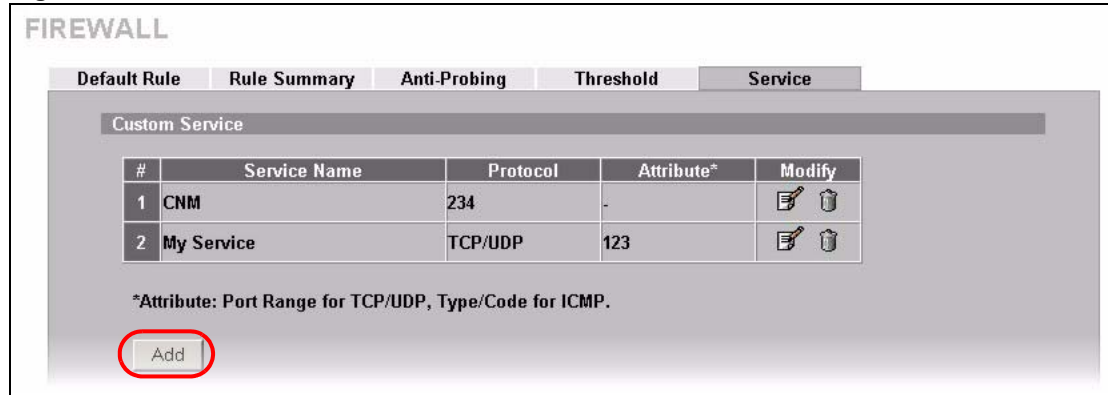 FIREWALL
Default Rule Rule Summary Anti-Probing Threshold Service
Custom Service
# Service Name Protocol Attribute* Modify
1 CNM 234 -
2 My Service TCP/UDP 123
*Attribute: Port Range for TCP/UDP, Type/Code for ICMP.
Add